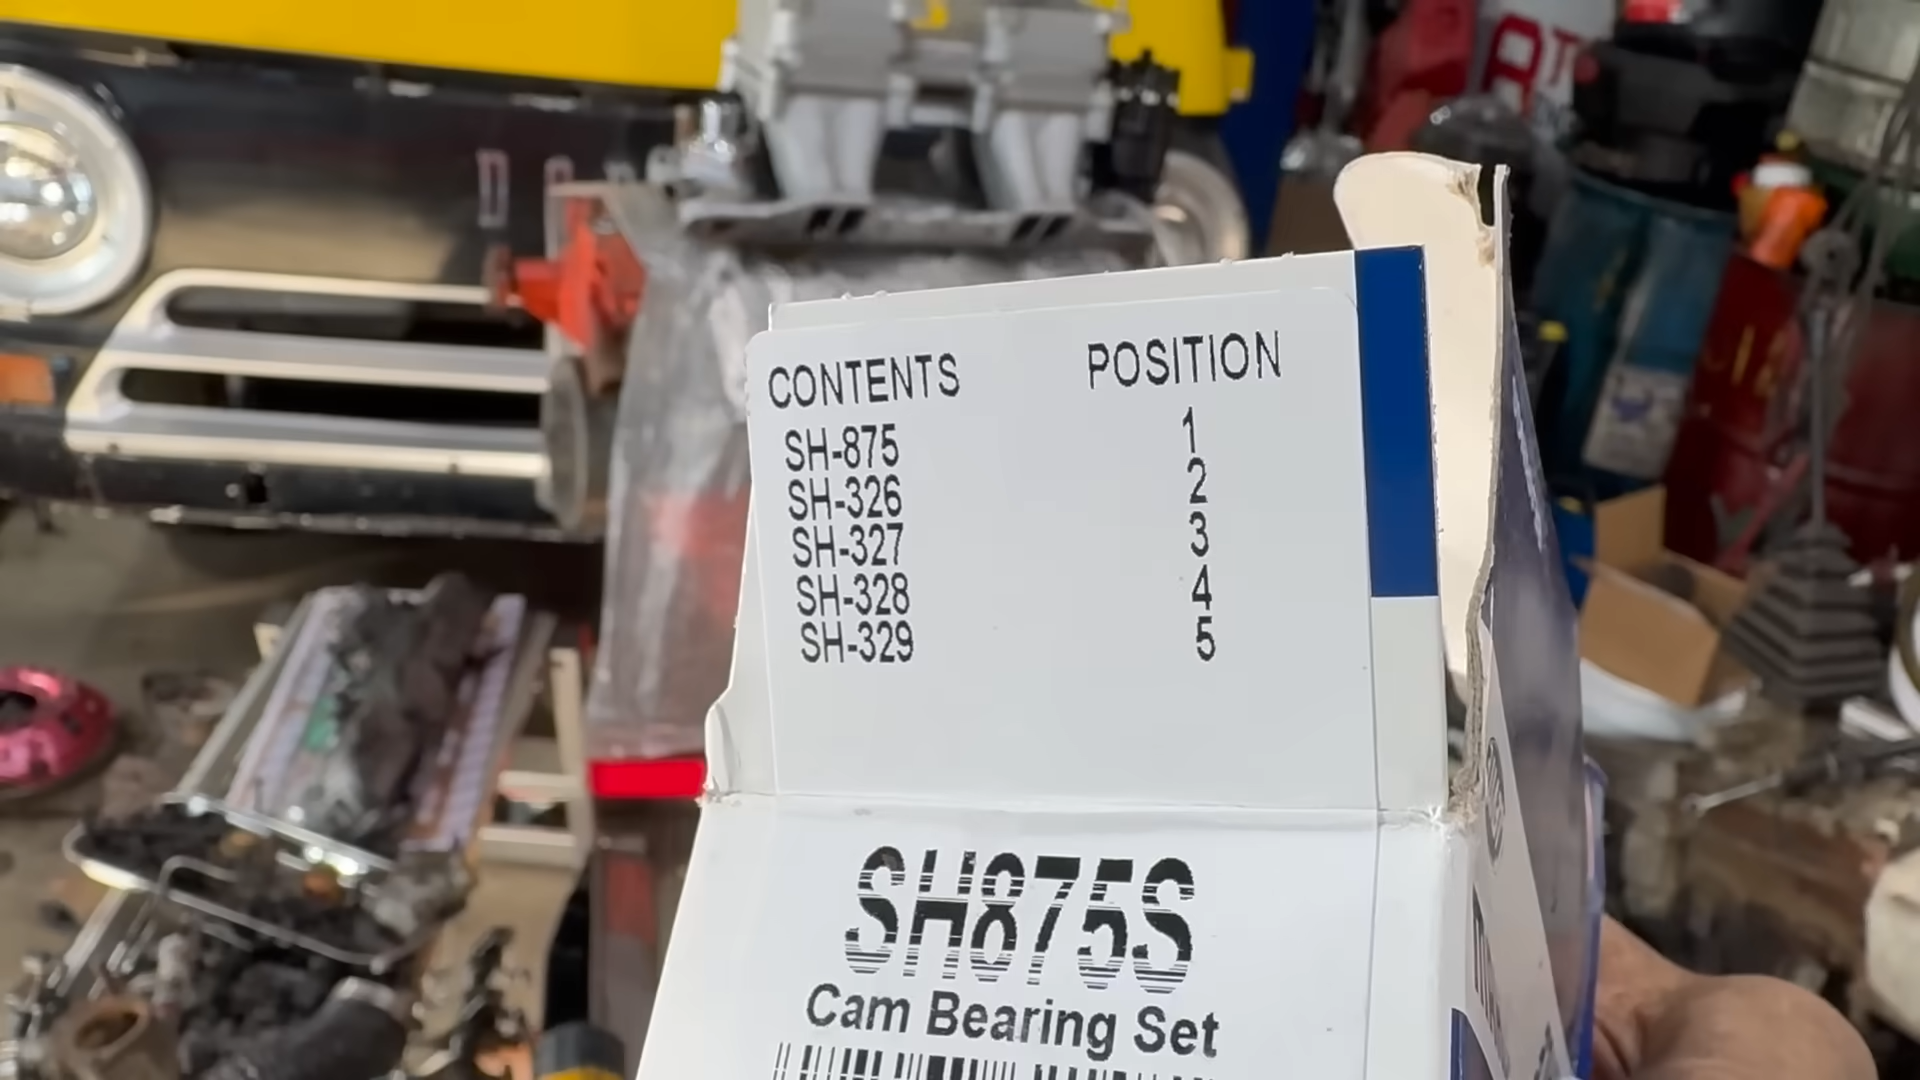 CONTENTS POSITION
SH-875 1
SH-326 2
SH-327 3
SH-328 4
SH-329 5
SH875S
Cam Bearing Set